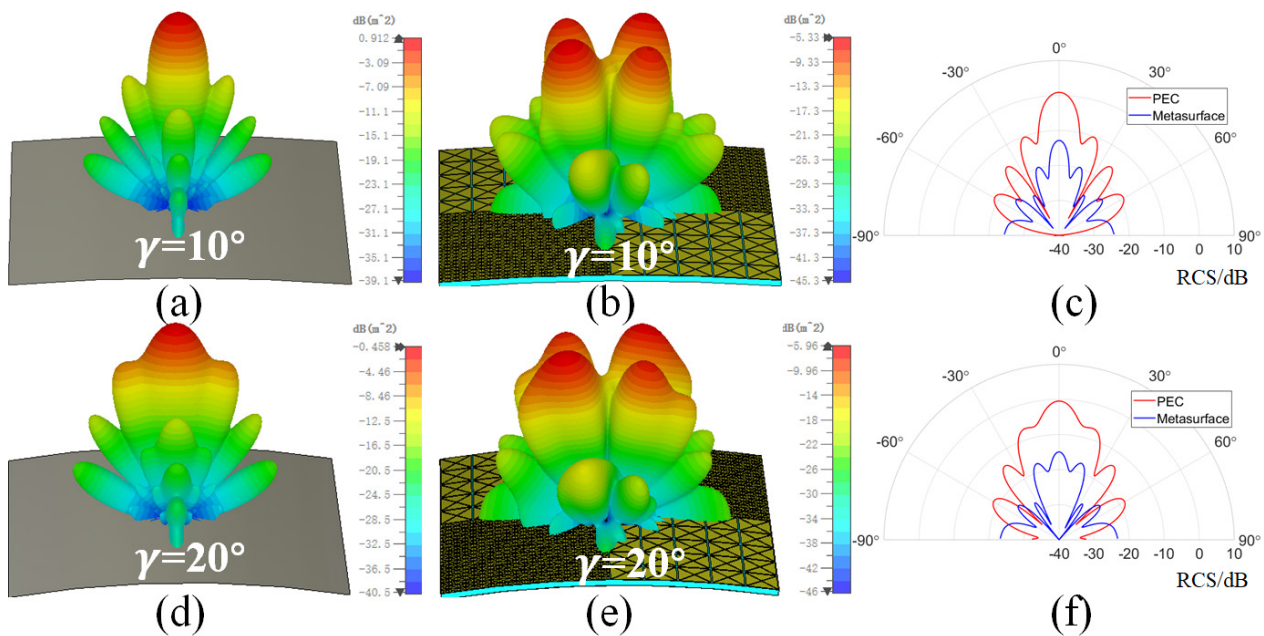 dB(m^2)
0.912
-3.09
-7.09
-11.1
-15.1
-19.1
-23.1
-27.1
-31.1
-35.1
-39.1
γ=10°
(a)
dB(m^2)
-5.33
-9.33
-13.3
-17.3
-21.3
-25.3
-29.3
-33.3
-37.3
-41.3
-45.3
γ=10°
(b)
0°
-30° 30°
-60° 60°
-90° 90°
PEC
Metasurface
-40 -30 -20 -10 0 10
RCS/dB
(c)
dB(m^2)
-0.458
-4.46
-8.46
-12.5
-16.5
-20.5
-24.5
-28.5
-32.5
-36.5
-40.5
γ=20°
(d)
dB(m^2)
-5.96
-9.96
-14
-18
-22
-26
-30
-34
-38
-42
-46
γ=20°
(e)
0°
-30° 30°
-60° 60°
-90° 90°
PEC
Metasurface
-40 -30 -20 -10 0 10
RCS/dB
(f)